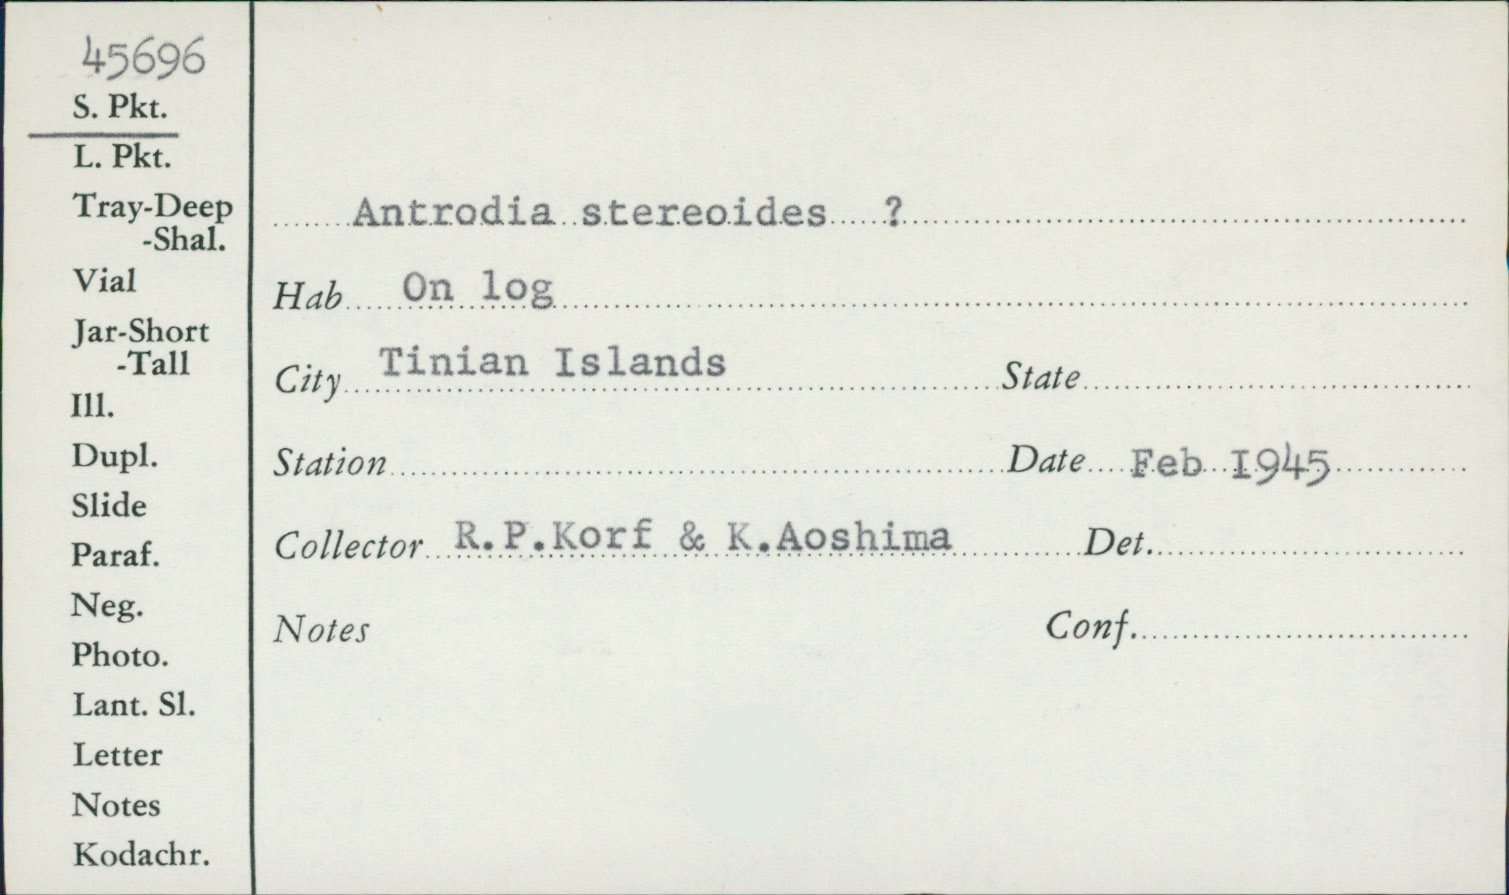 45696
S. Pkt.
L. Pkt.
Tray-Deep
-Shal.
Vial
Jar-Short
-Tall
Ill.
Dupl.
Slide
Paraf.
Neg.
Photo.
Lant. Sl.
Letter
Notes
Kodachr.
Antrodia stereoides ?
Hab On log
City Tinian Islands State
Station Date Feb 1945
Collector R.P.Korf & K.Aoshima Det.
Notes Conf.